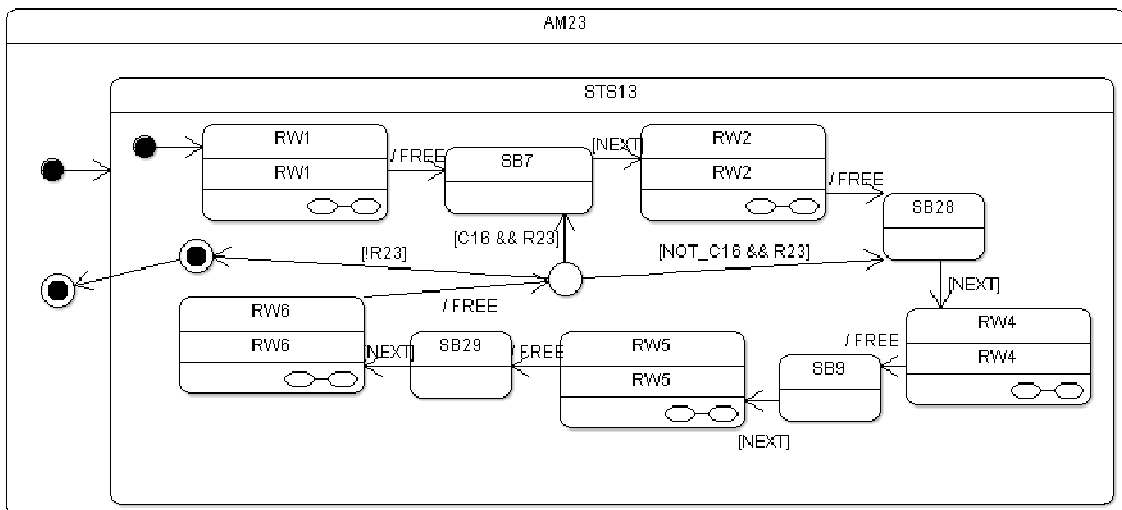 AM23
STS13
RW1
RW1
/ FREE
SB7
[NEXT]
RW2
RW2
/ FREE
SB28
[C16 && R23]
[!R23]
[NOT_C16 && R23]
[NEXT]
/ FREE
RW6
RW6
[NEXT]
SB29
/ FREE
RW5
RW5
SB9
/ FREE
RW4
RW4
[NEXT]